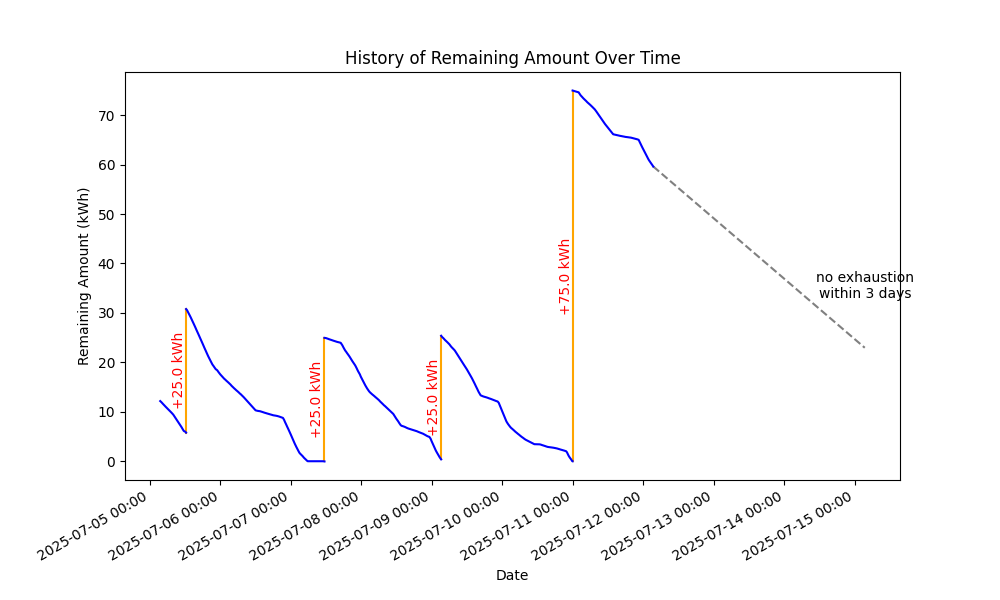 History of Remaining Amount Over Time
Remaining Amount (kWh)
70
60
50
40
30
20
10
0
+25.0 kWh
+25.0 kWh
+25.0 kWh
+75.0 kWh
no exhaustion
within 3 days
2025-07-05 00:00
2025-07-06 00:00
2025-07-07 00:00
2025-07-08 00:00
2025-07-09 00:00
2025-07-10 00:00
2025-07-11 00:00
2025-07-12 00:00
2025-07-13 00:00
2025-07-14 00:00
2025-07-15 00:00
Date